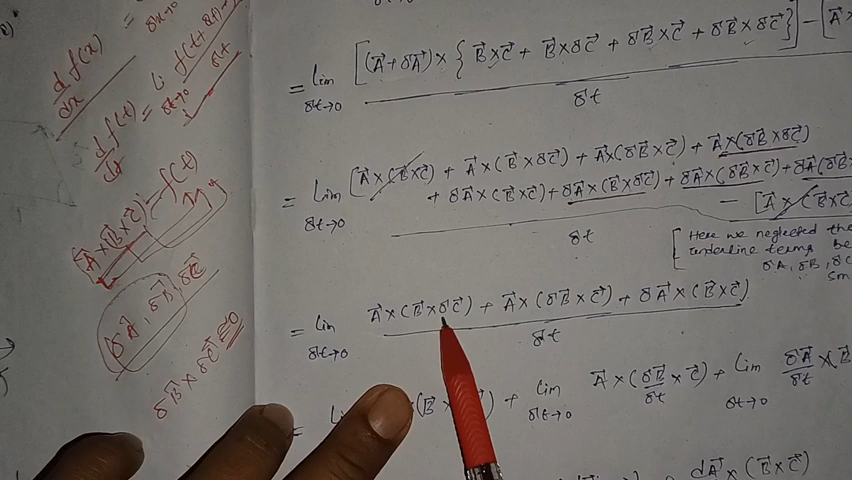 d/dx f(x) =
δx→0
d/dt f(t) = li δt→0 f(t+δt)- / δt
(A⃗×B⃗×C⃗) - f(t)
δA⃗, δB⃗, δC⃗
δB⃗ × δC⃗ ≅ 0
= lim δt→0 [(A⃗+δA⃗)×{B⃗×C⃗ + B⃗×δC⃗ + δB⃗×C⃗ + δB⃗×δC⃗}] - [A⃗×
δt
= lim δt→0 [A⃗×(B⃗×C⃗) + A⃗×(B⃗×δC⃗) + A⃗×(δB⃗×C⃗) + A⃗×(δB⃗×δC⃗)
+ δA⃗×(B⃗×C⃗) + δA⃗×(B⃗×δC⃗) + δA⃗×(δB⃗×C⃗) + δA⃗(δB⃗×
- [A⃗×(B⃗×C⃗)
δt
[Here we neglected the
underline terms be
δA, δB, δC
sm
= lim δt→0 A⃗×(B⃗×δC⃗) + A⃗×(δB⃗×C⃗) + δA⃗×(B⃗×C⃗)
δt
= (B⃗× ) + lim δt→0 A⃗×(δB⃗/δt×C⃗) + lim δt→0 δA⃗/δt×(B⃗
dA⃗ × (B⃗×C⃗)